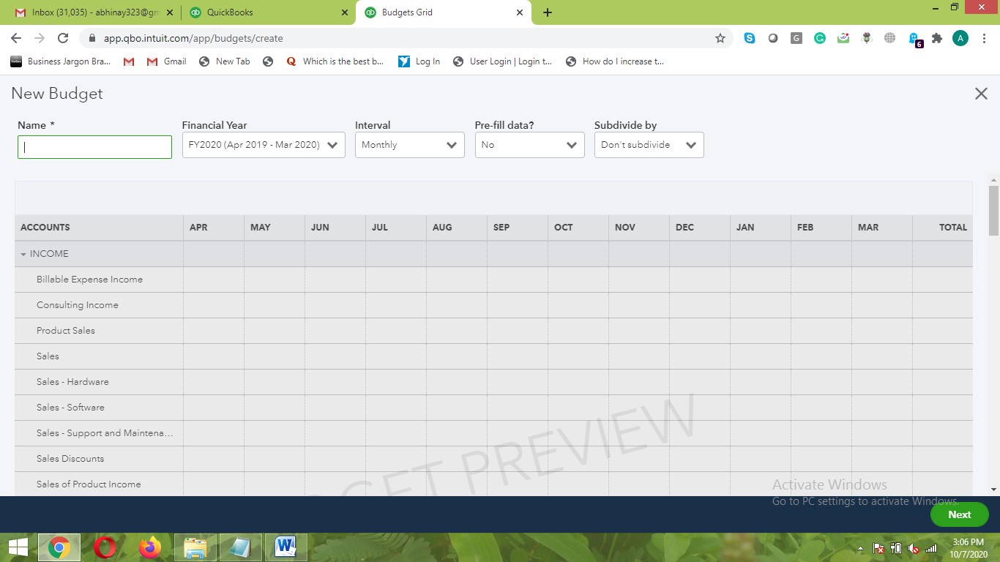 Inbox (31,035) - abhinay323@gm
QuickBooks
Budgets Grid
app.qbo.intuit.com/app/budgets/create
Business Jargon Bra...
Gmail
New Tab
Which is the best b...
Log In
User Login | Login t...
How do I increase t...
New Budget
Name *
Financial Year
Interval
Pre-fill data?
Subdivide by
FY2020 (Apr 2019 - Mar 2020)
Monthly
No
Don't subdivide
ACCOUNTS APR MAY JUN JUL AUG SEP OCT NOV DEC JAN FEB MAR TOTAL
INCOME
Billable Expense Income
Consulting Income
Product Sales
Sales
Sales - Hardware
Sales - Software
Sales - Support and Maintena...
Sales Discounts
Sales of Product Income
PREVIEW
Activate Windows
Go to PC settings to activate Windows.
Next
3:06 PM
10/7/2020